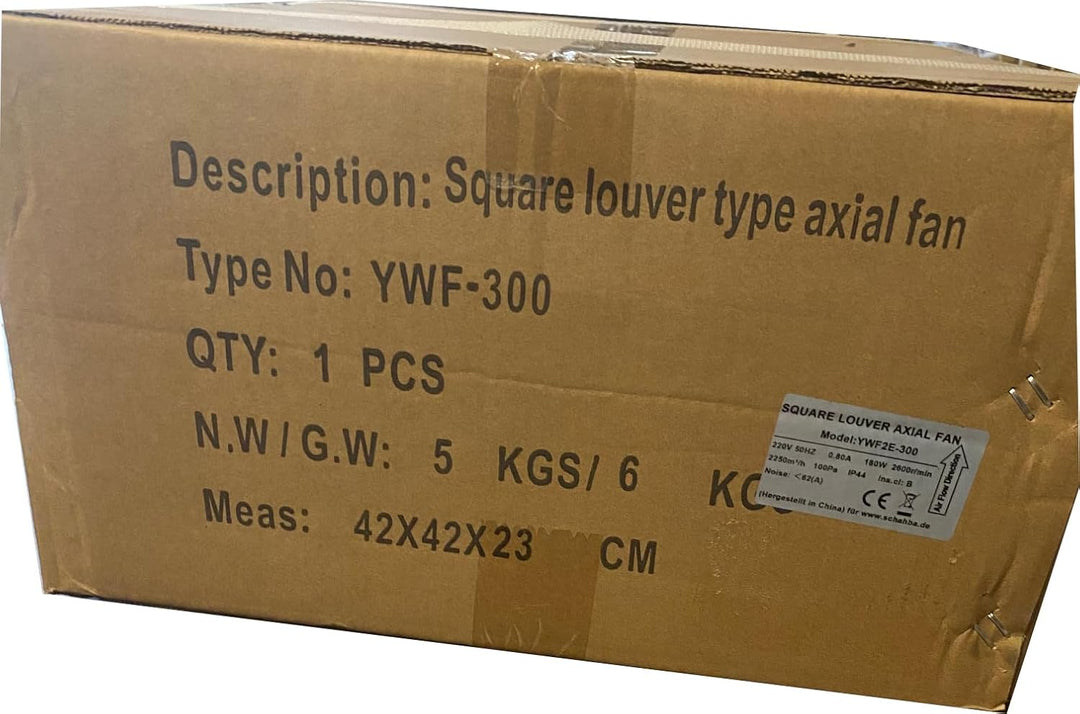 Description: Square louver type axial fan
Type No: YWF-300
QTY: 1 PCS
N.W/G.W: 5 KGS/ 6 KGS
Meas: 42X42X23 CM
SQUARE LOUVER AXIAL FAN
Model:YWF2E-300
220V 50HZ 0,80A 180W 2600r/min
2250m³/h 100Pa IP44 Ins.cl: B
Noise: <62(A)
CE
(Hergestellt in China) für www.schahba.de
Air Flow Direction